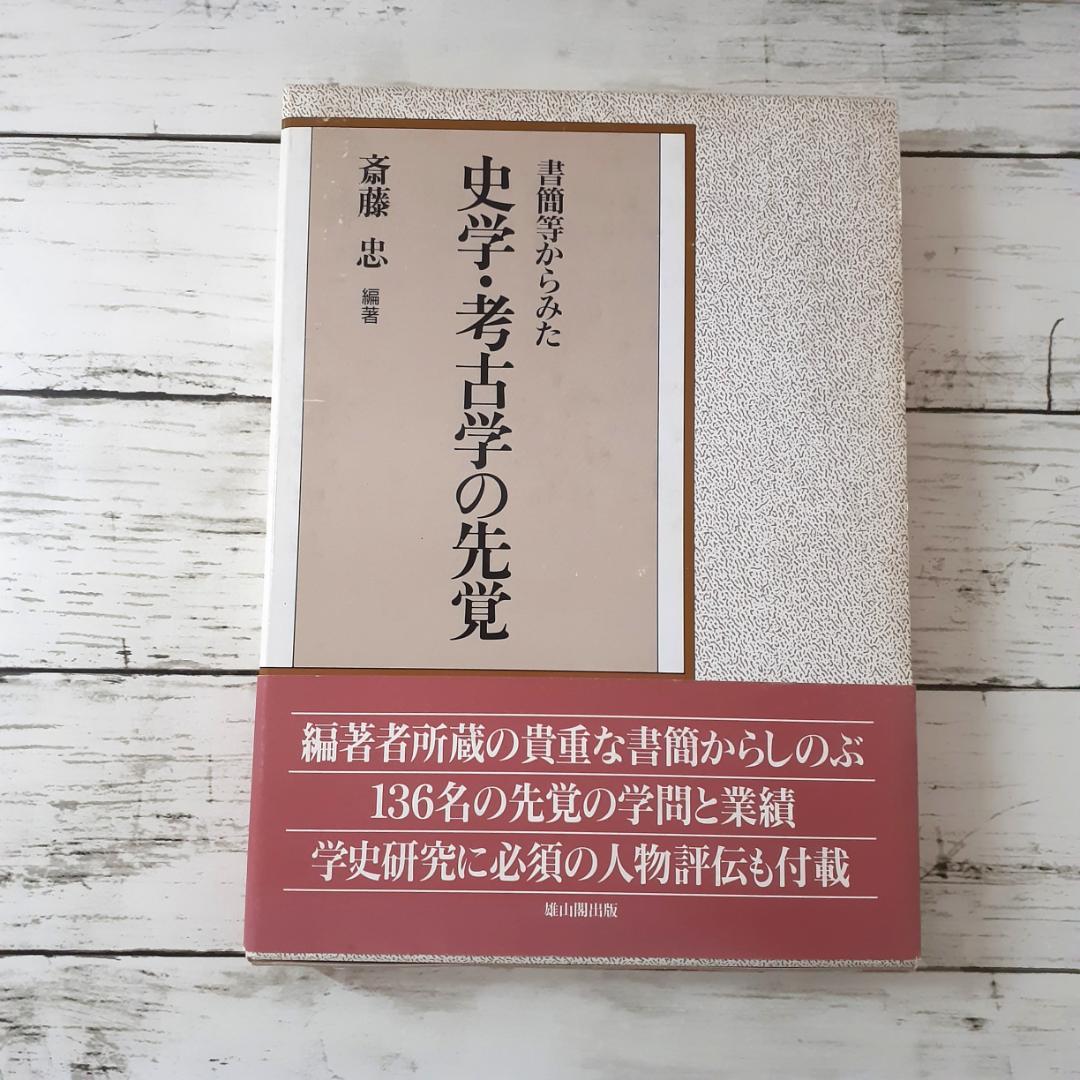 書簡等からみた
史学・考古学の先覚
斎藤 忠 編著
編著者所蔵の貴重な書簡からしのぶ
136名の先覚の学問と業績
学史研究に必須の人物評伝も付載
雄山閣出版